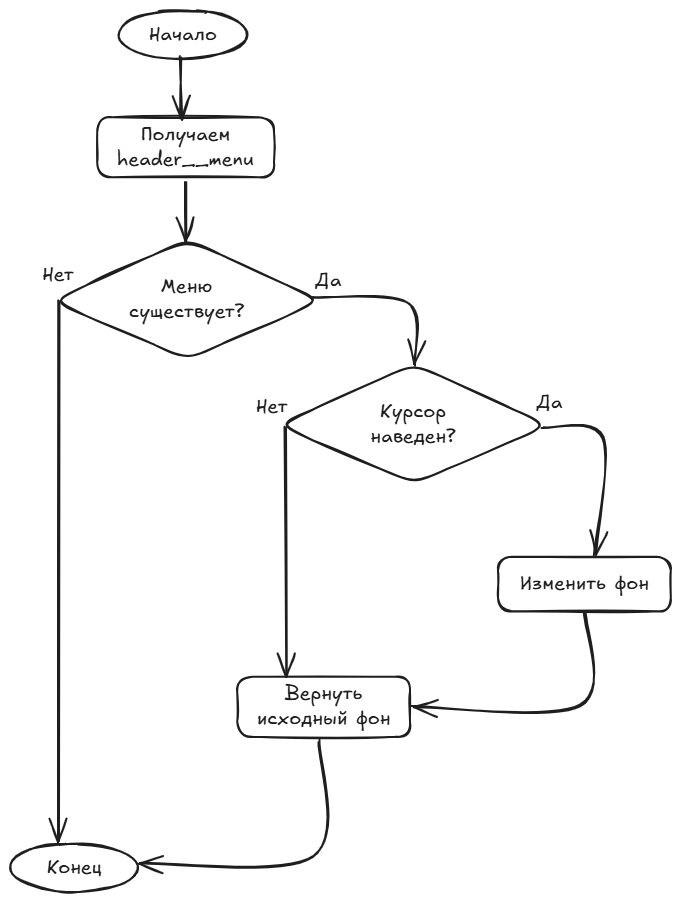 Начало
Получаем
header__menu
Нет
Меню
существует?
Да
Нет
Курсор
наведен?
Да
Изменить фон
Вернуть
исходный фон
Конец